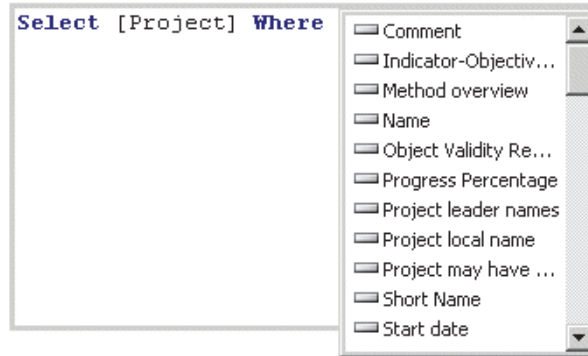 Select [Project] Where
Comment
Indicator-Objectiv...
Method overview
Name
Object Validity Re...
Progress Percentage
Project leader names
Project local name
Project may have ...
Short Name
Start date